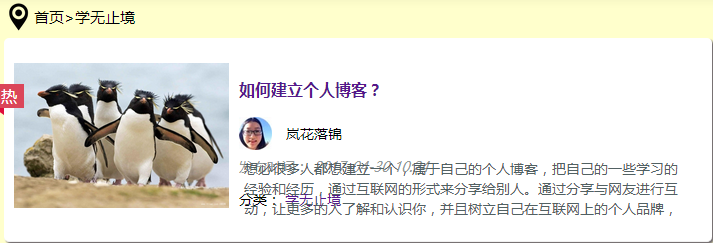 首页>学无止境
热
如何建立个人博客？
岚花落锦
想必很多人都想建立一个，属于自己的个人博客，把自己的一些学习的
经验和经历，通过互联网的形式来分享给别人。通过分享与网友进行互
动，让更多的人了解和认识你，并且树立自己在互联网上的个人品牌，
分类：学无止境